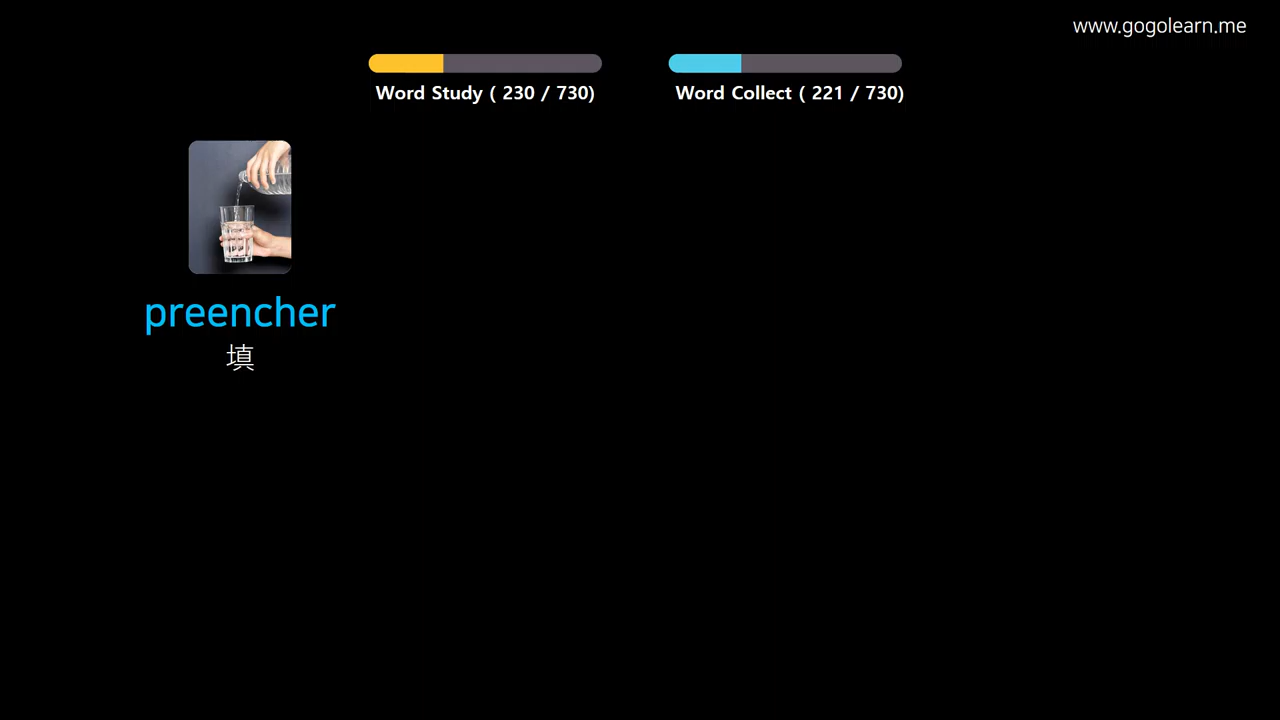 www.gogolearn.me
Word Study ( 230 / 730)
Word Collect ( 221 / 730)
preencher
填